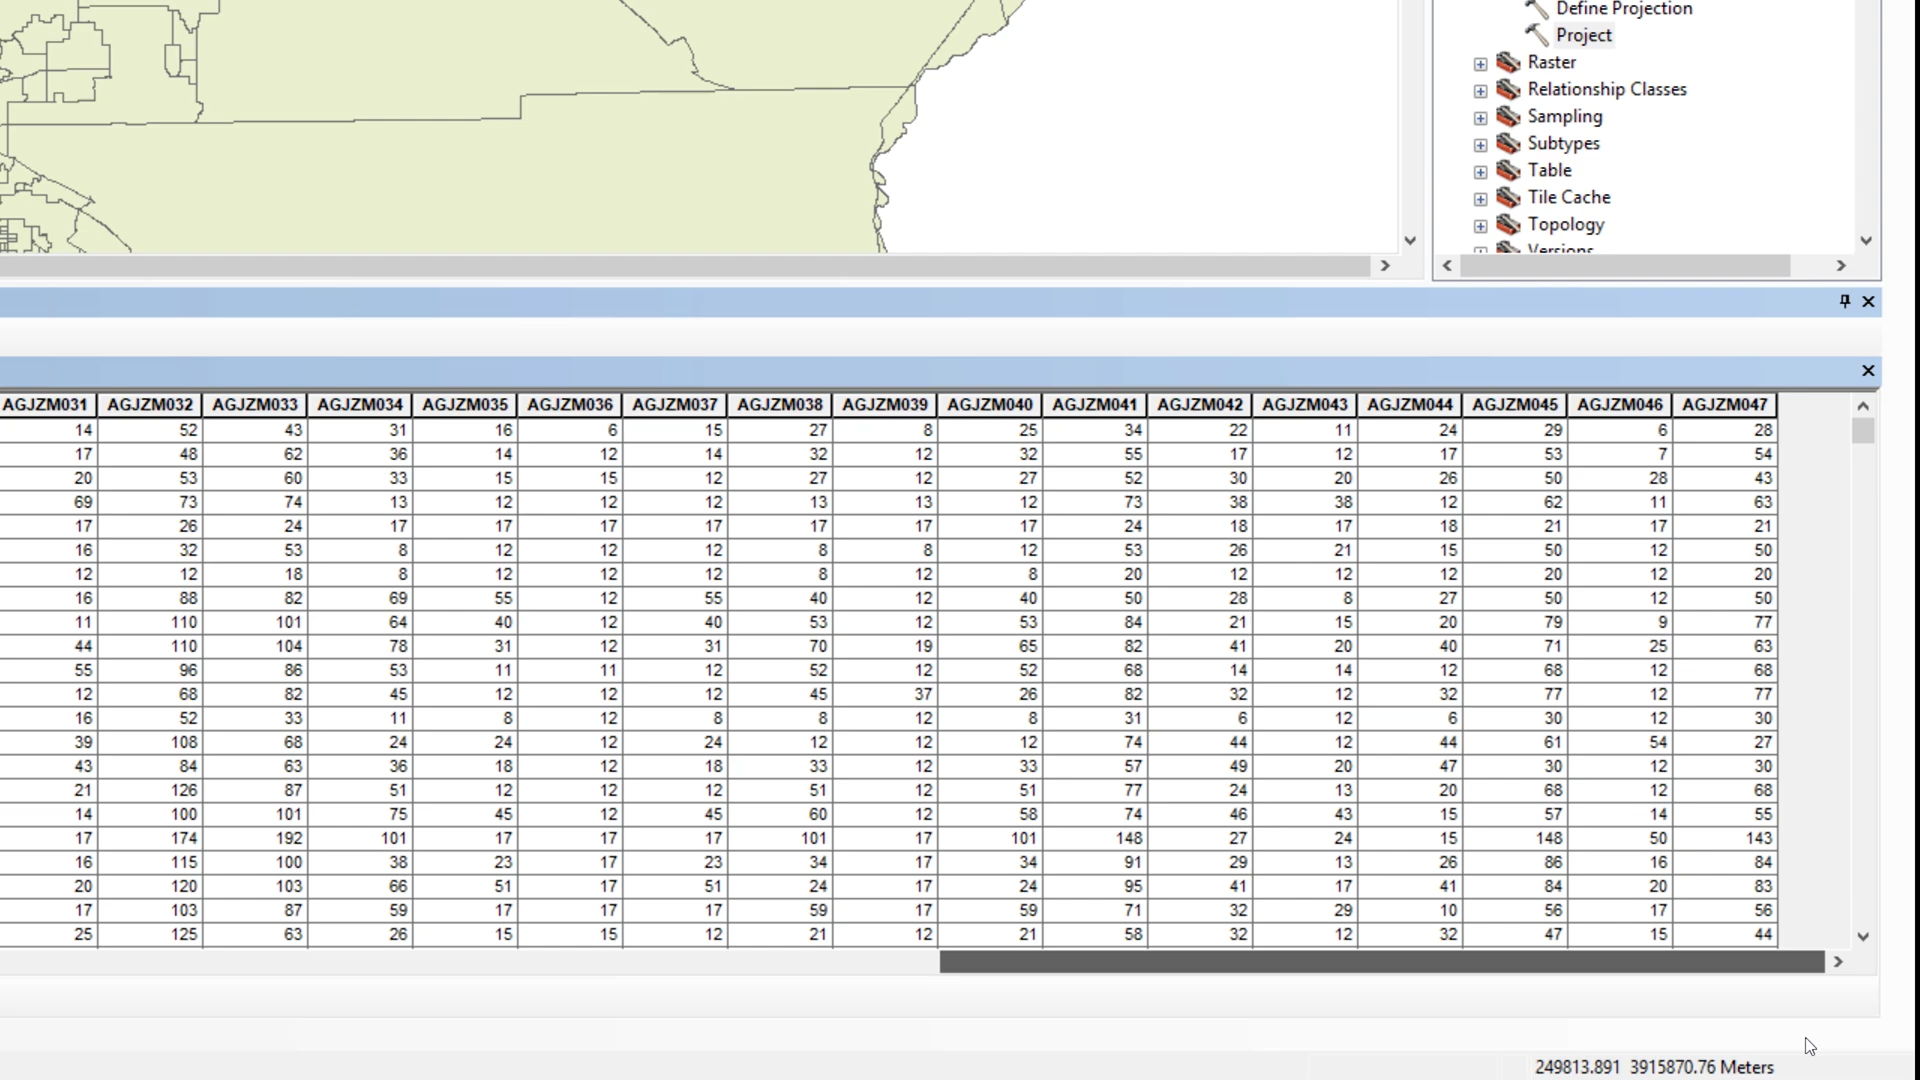 Define Projection
Project
Raster
Relationship Classes
Sampling
Subtypes
Table
Tile Cache
Topology
Versions
AGJZM031 AGJZM032 AGJZM033 AGJZM034 AGJZM035 AGJZM036 AGJZM037 AGJZM038 AGJZM039 AGJZM040 AGJZM041 AGJZM042 AGJZM043 AGJZM044 AGJZM045 AGJZM046 AGJZM047
14 52 43 31 16 6 15 27 8 25 34 22 11 24 29 6 28
17 48 62 36 14 12 14 32 12 32 55 17 12 17 53 7 54
20 53 60 33 15 15 12 27 12 27 52 30 20 26 50 28 43
69 73 74 13 12 12 12 13 13 12 73 38 38 12 62 11 63
17 26 24 17 17 17 17 17 17 17 24 18 17 18 21 17 21
16 32 53 8 12 12 12 8 8 12 53 26 21 15 50 12 50
12 12 18 8 12 12 12 8 12 8 20 12 12 12 20 12 20
16 88 82 69 55 12 55 40 12 40 50 28 8 27 50 12 50
11 110 101 64 40 12 40 53 12 53 84 21 15 20 79 9 77
44 110 104 78 31 12 31 70 19 65 82 41 20 40 71 25 63
55 96 86 53 11 11 12 52 12 52 68 14 14 12 68 12 68
12 68 82 45 12 12 12 45 37 26 82 32 12 32 77 12 77
16 52 33 11 8 12 8 8 12 8 31 6 12 6 30 12 30
39 108 68 24 24 12 24 12 12 12 74 44 12 44 61 54 27
43 84 63 36 18 12 18 33 12 33 57 49 20 47 30 12 30
21 126 87 51 12 12 12 51 12 51 77 24 13 20 68 12 68
14 100 101 75 45 12 45 60 12 58 74 46 43 15 57 14 55
17 174 192 101 17 17 17 101 17 101 148 27 24 15 148 50 143
16 115 100 38 23 17 23 34 17 34 91 29 13 26 86 16 84
20 120 103 66 51 17 51 24 17 24 95 41 17 41 84 20 83
17 103 87 59 17 17 17 59 17 59 71 32 29 10 56 17 56
25 125 63 26 15 15 12 21 12 21 58 32 12 32 47 15 44
249813.891 3915870.76 Meters